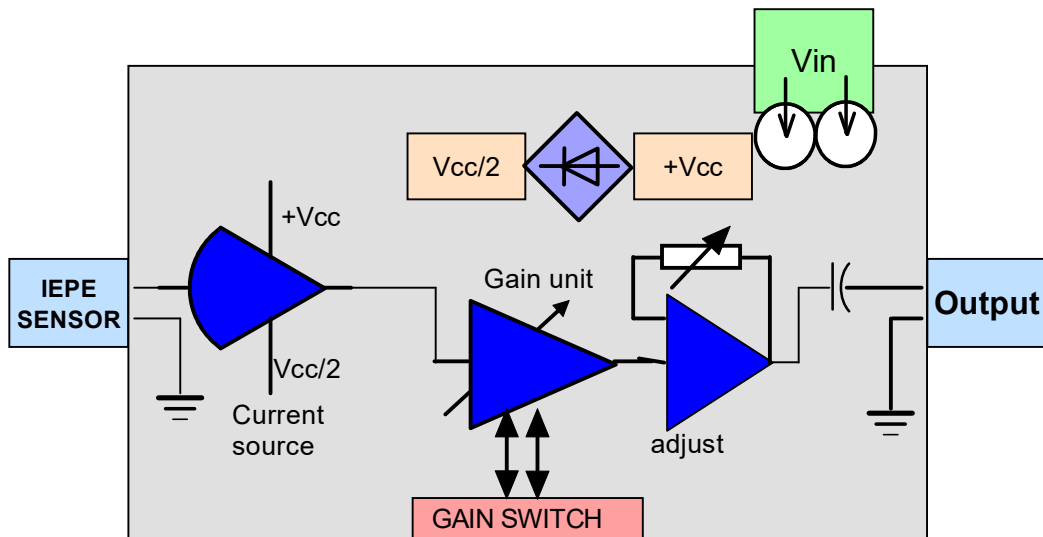 Vin
Vcc/2
+Vcc
+Vcc
IEPE
SENSOR
Gain unit
Output
Vcc/2
Current
source
adjust
GAIN SWITCH